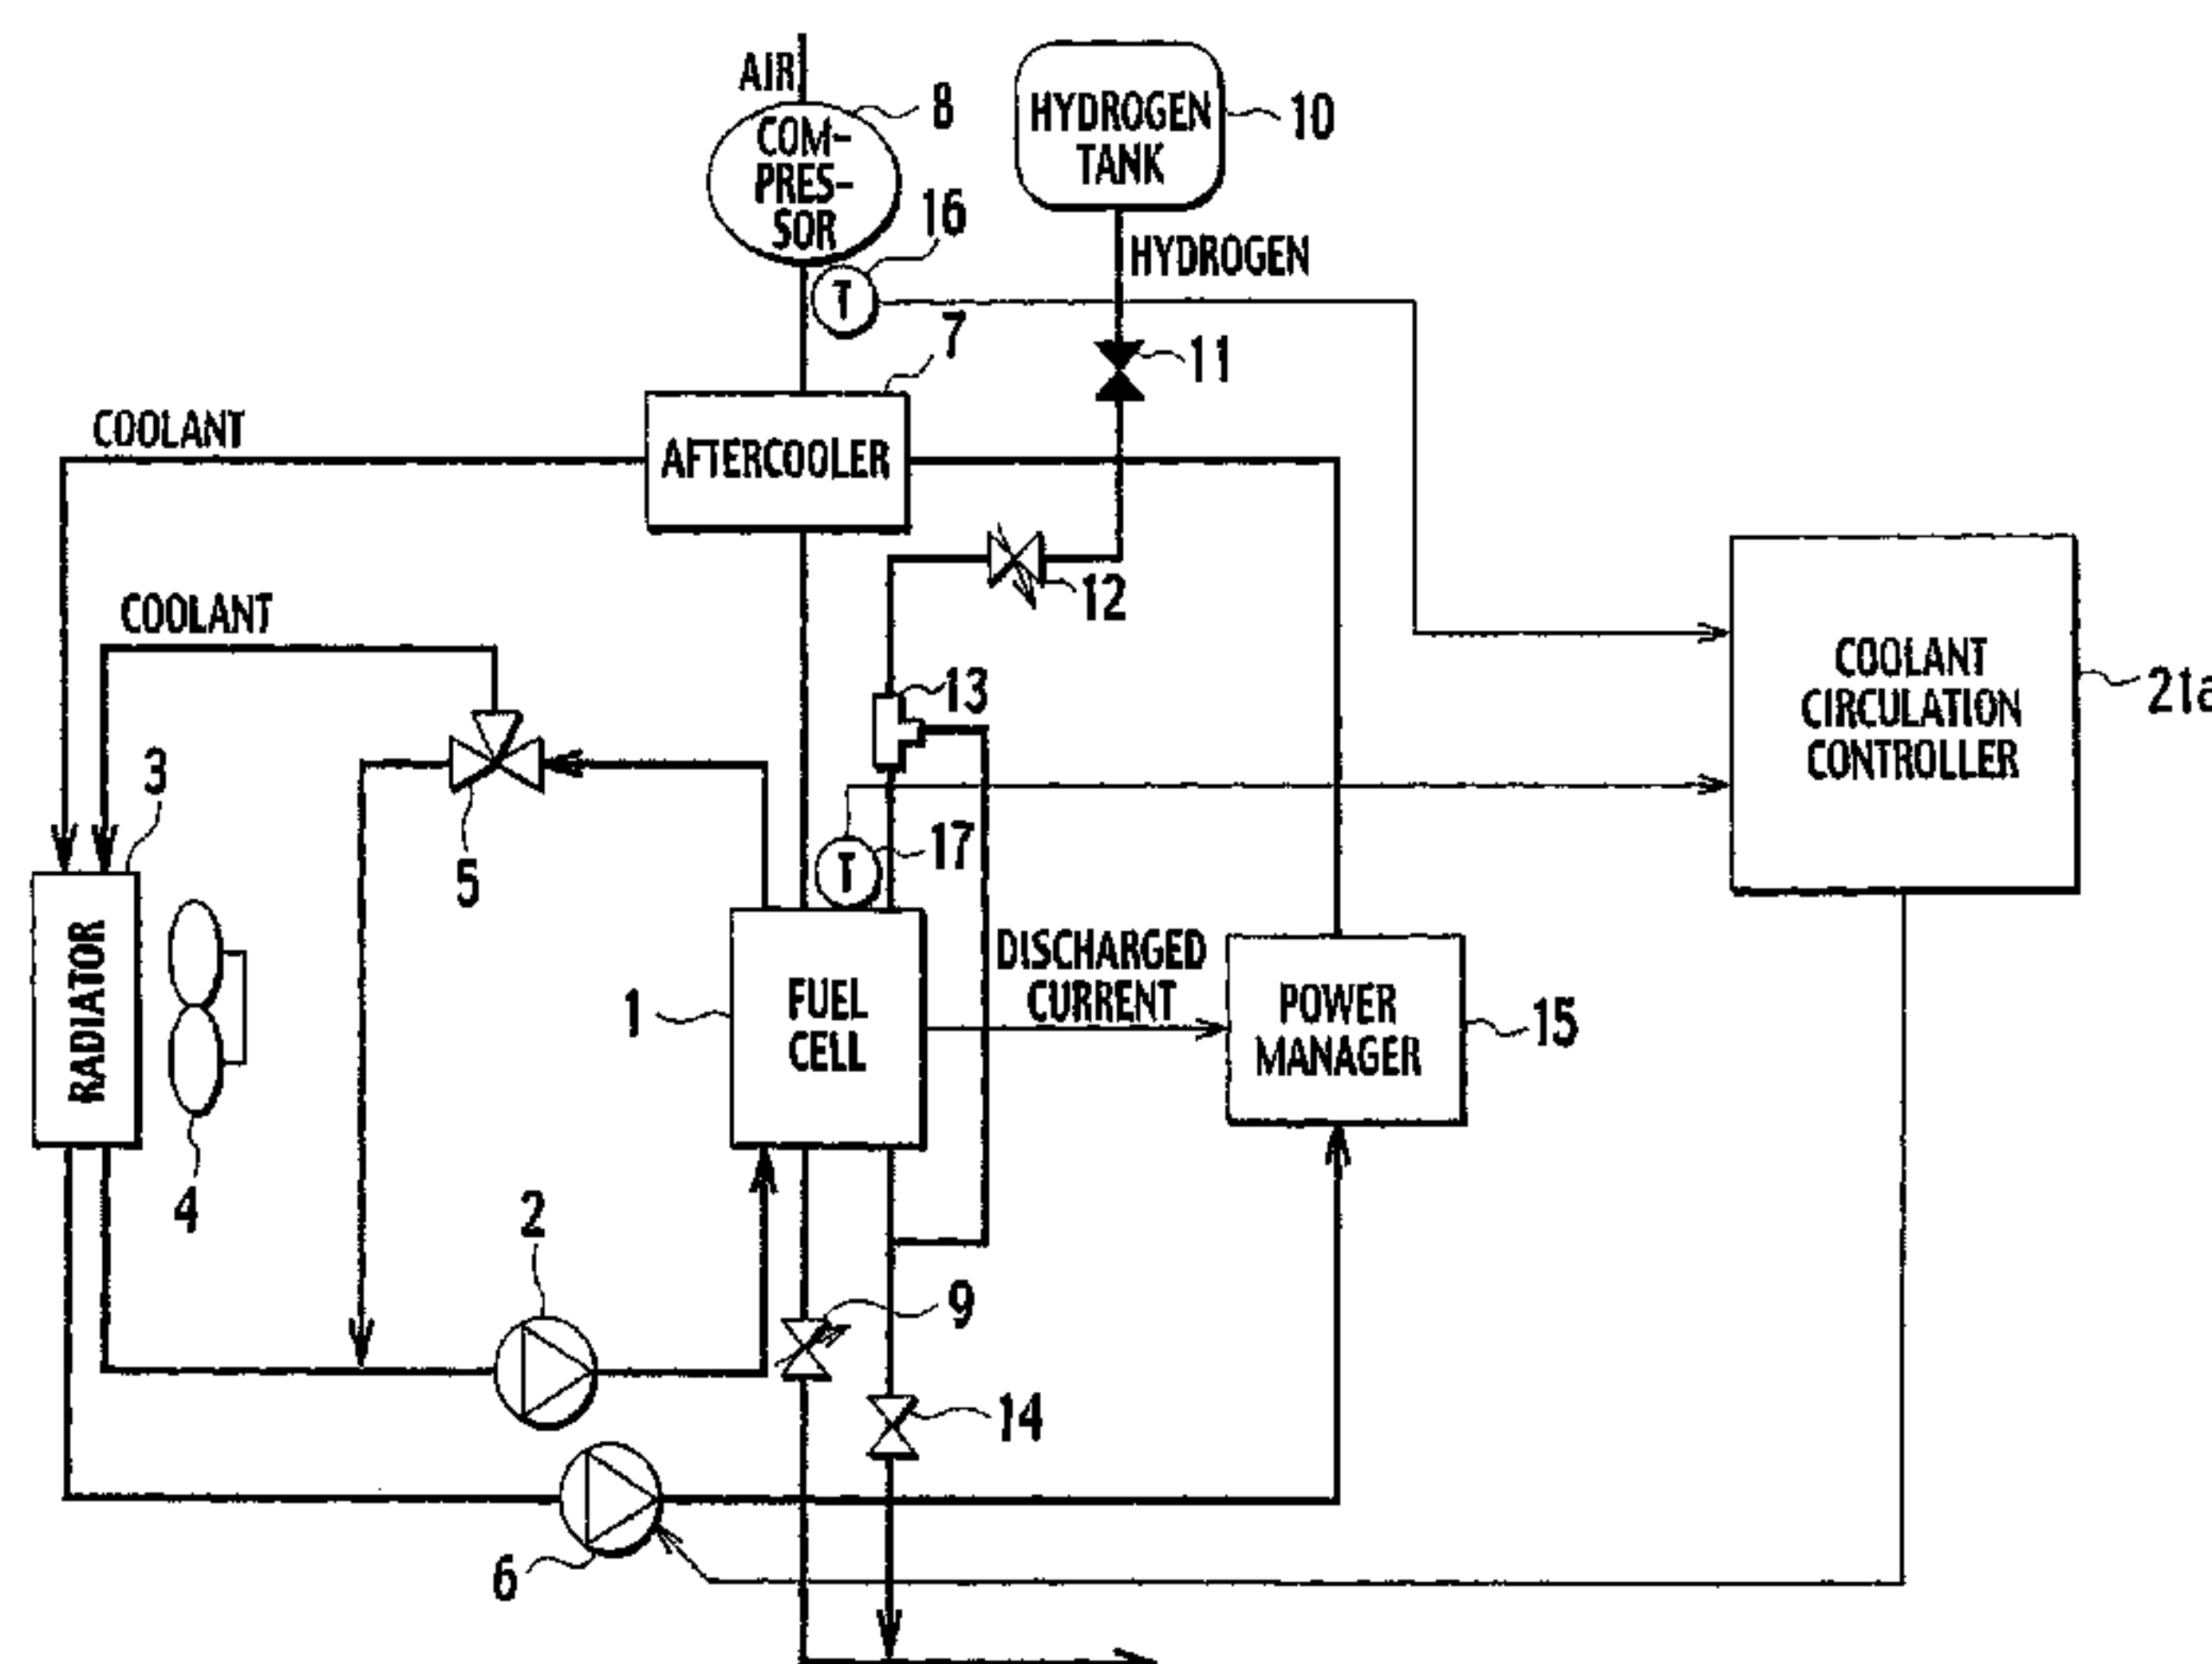 AIR
8
COM-
PRES-
SOR
HYDROGEN
TANK
10
16
T
HYDROGEN
7
11
COOLANT
AFTERCOOLER
12
COOLANT
13
COOLANT
CIRCULATION
CONTROLLER
21a
3
5
17
T
RADIATOR
1
FUEL
CELL
DISCHARGED
CURRENT
POWER
MANAGER
15
4
2
9
14
6